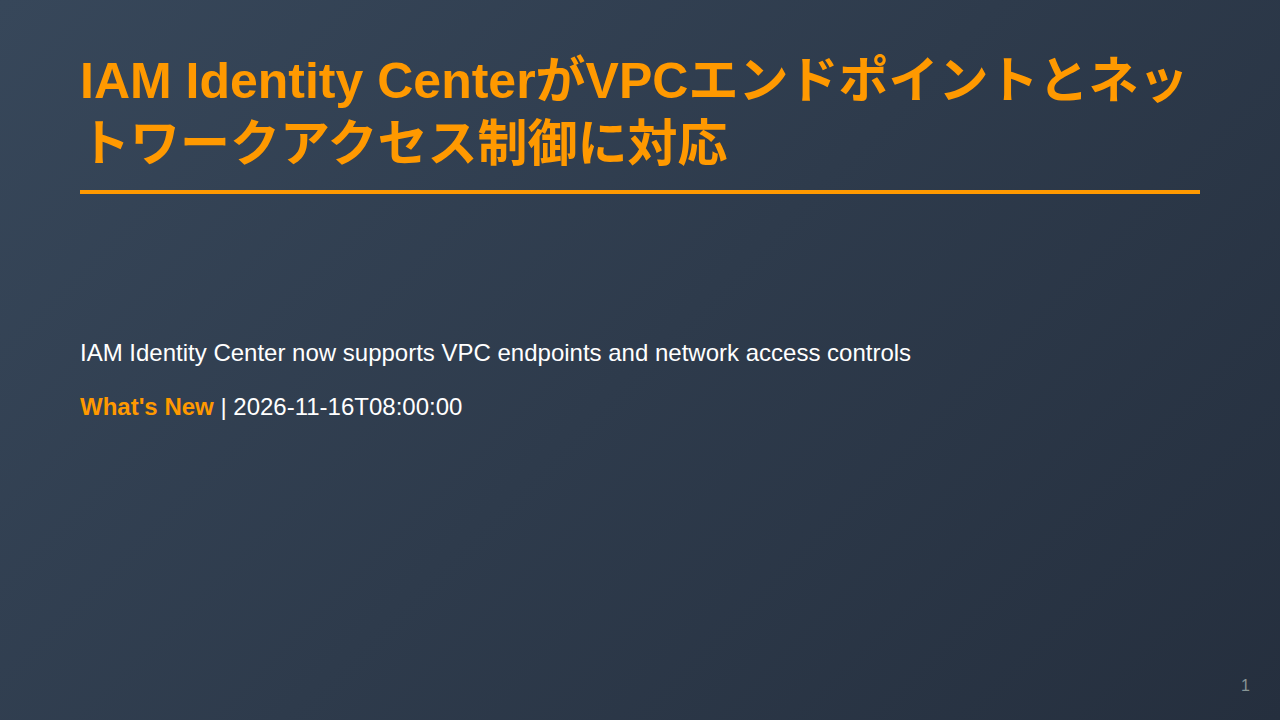 IAM Identity CenterがVPCエンドポイントとネッ
トワークアクセス制御に対応
IAM Identity Center now supports VPC endpoints and network access controls
What's New | 2026-11-16T08:00:00
1